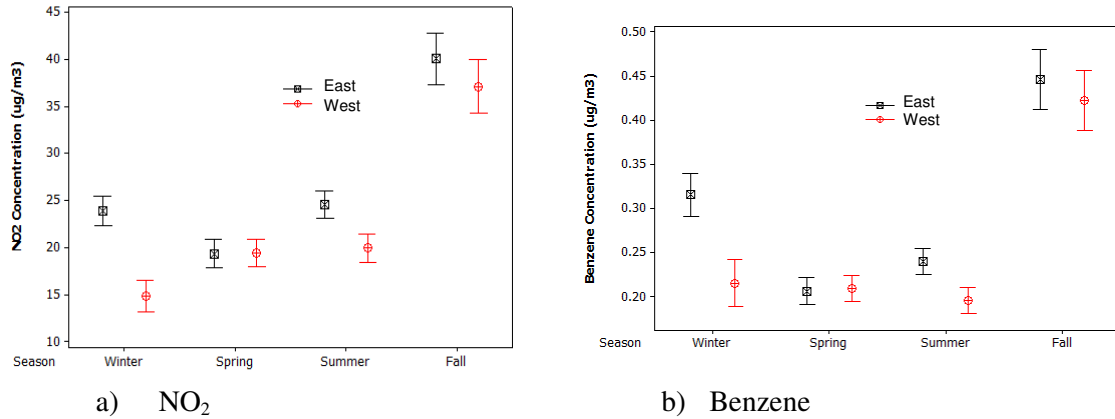 NO2 Concentration (ug/m3)
45
40
35
30
25
20
15
10
East
West
Season
Winter
Spring
Summer
Fall
a) NO₂
Benzene Concentration (ug/m3)
0.50
0.45
0.40
0.35
0.30
0.25
0.20
East
West
Season
Winter
Spring
Summer
Fall
b) Benzene